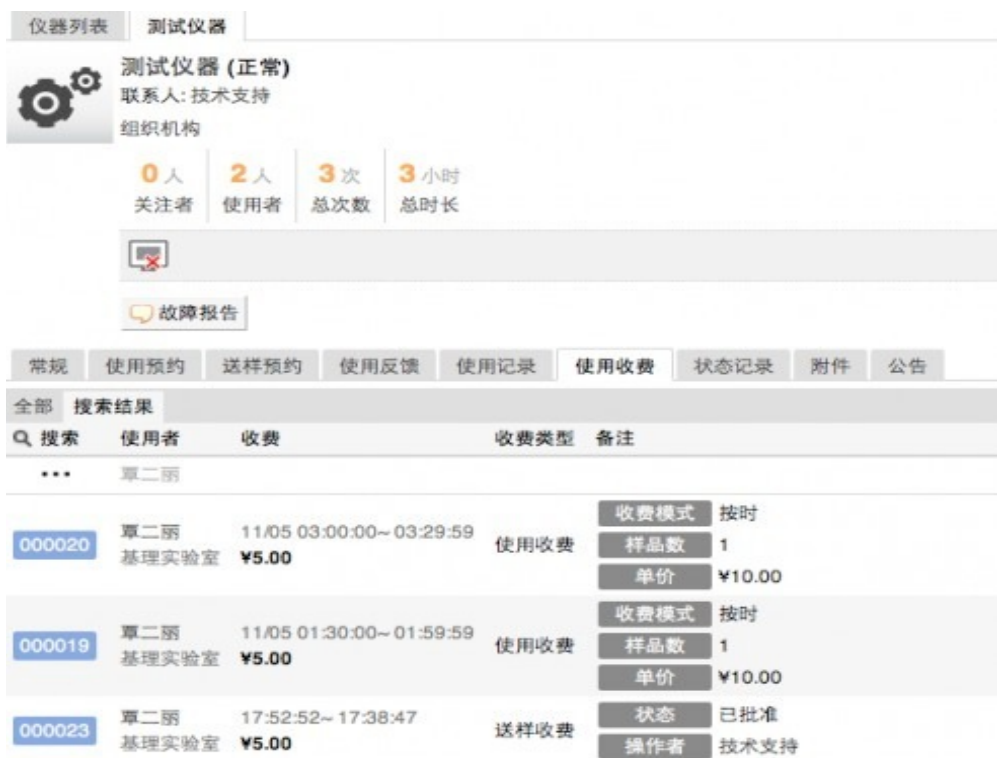 仪器列表 测试仪器
测试仪器 (正常)
联系人: 技术支持
组织机构
0 人 2 人 3 次 3 小时
关注者 使用者 总次数 总时长
故障报告
常规 使用预约 送样预约 使用反馈 使用记录 使用收费 状态记录 附件 公告
全部 搜索结果
搜索 使用者 收费 收费类型 备注
••• 覃二丽
收费模式 按时
000020 覃二丽 11/05 03:00:00~ 03:29:59 使用收费 样品数 1
基理实验室 ¥5.00
单价 ¥10.00
收费模式 按时
000019 覃二丽 11/05 01:30:00~ 01:59:59 使用收费 样品数 1
基理实验室 ¥5.00
单价 ¥10.00
000023 覃二丽 17:52:52~ 17:38:47 送样收费 状态 已批准
基理实验室 ¥5.00 操作者 技术支持